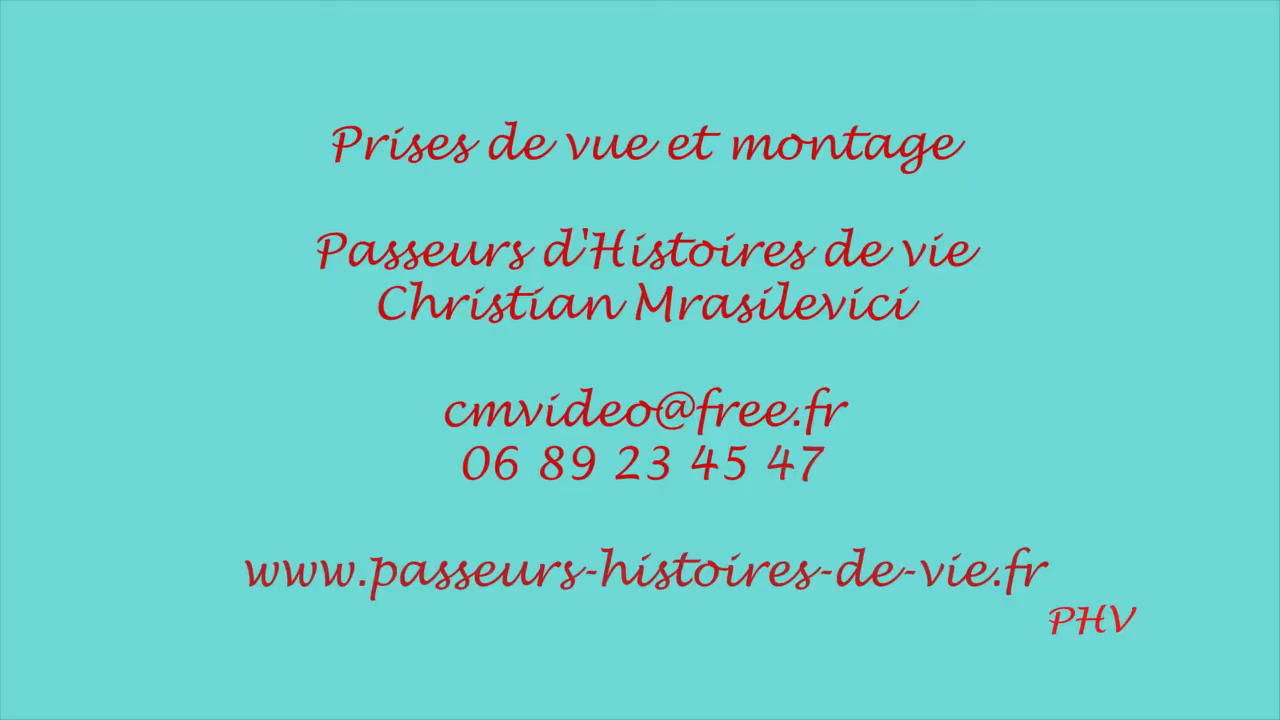 Prises de vue et montage
Passeurs d'Histoires de vie
Christian Mrasilevici
cmvideo@free.fr
06 89 23 45 47
www.passeurs-histoires-de-vie.fr
PHV